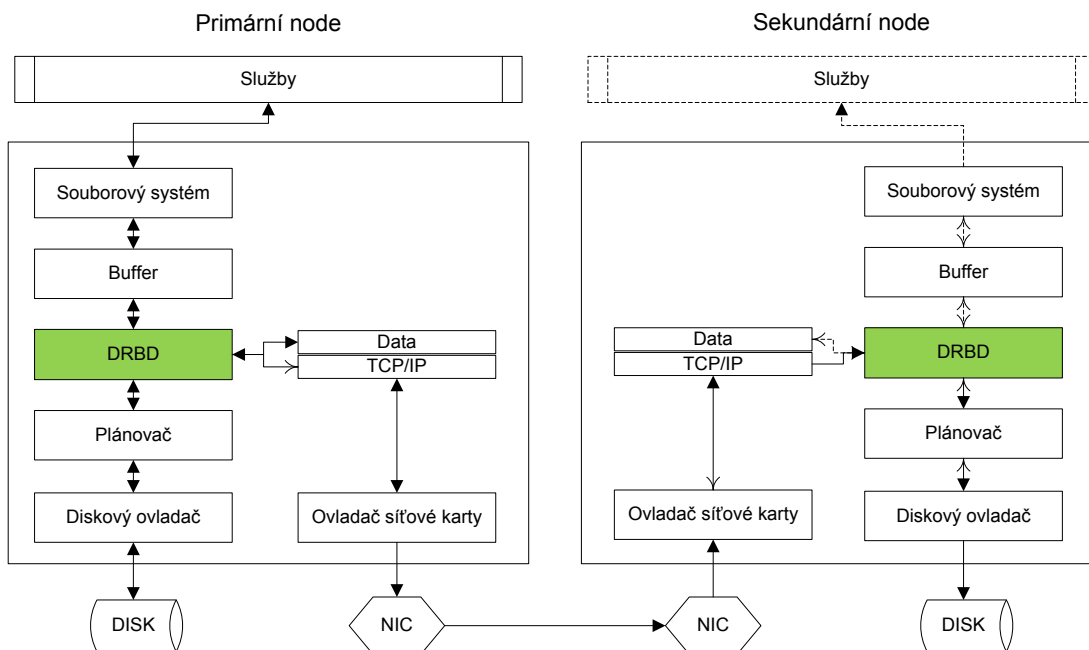 Primární node
Služby
Souborový systém
Buffer
DRBD
Data
TCP/IP
Plánovač
Diskový ovladač
Ovladač síťové karty
DISK
NIC
Sekundární node
Služby
Souborový systém
Buffer
Data
TCP/IP
DRBD
Plánovač
Ovladač síťové karty
Diskový ovladač
NIC
DISK